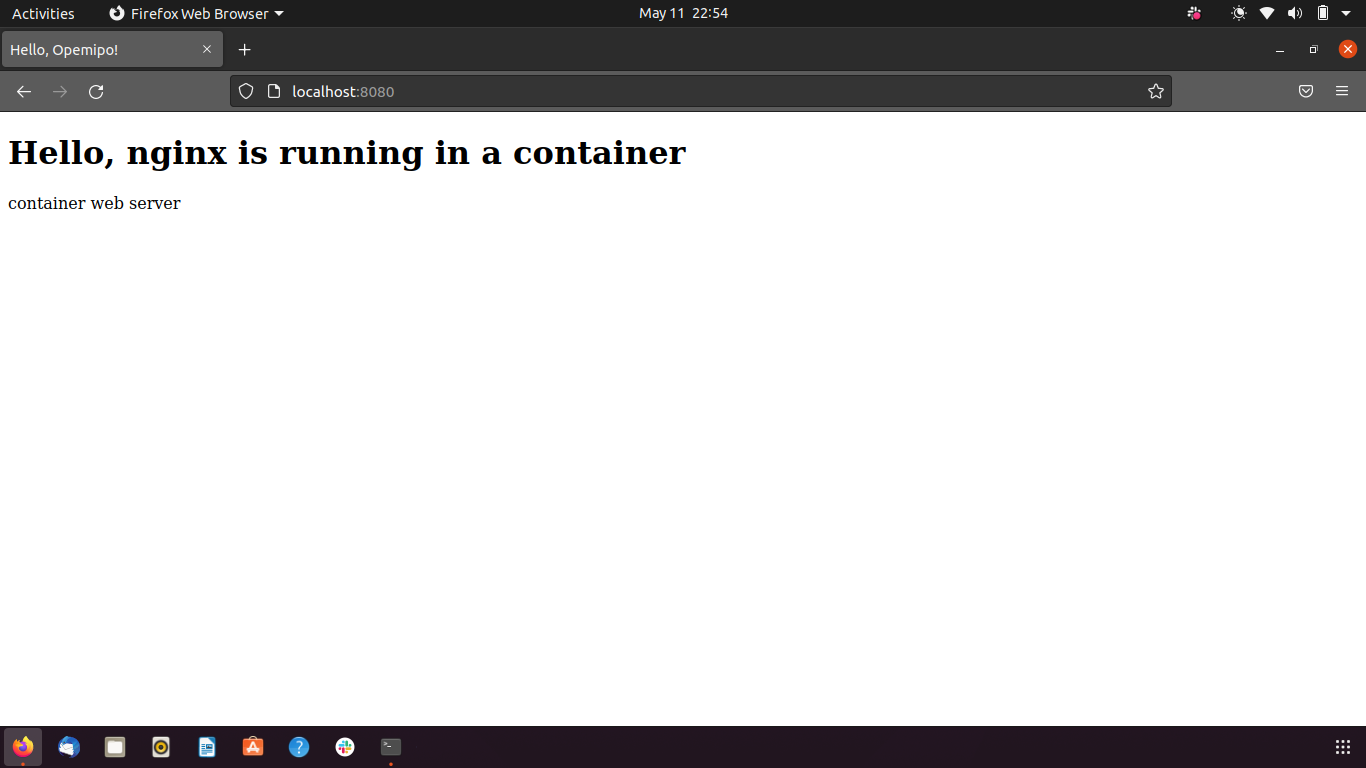 Activities
Firefox Web Browser
May 11 22:54
Hello, Opemipo!
localhost:8080
Hello, nginx is running in a container
container web server